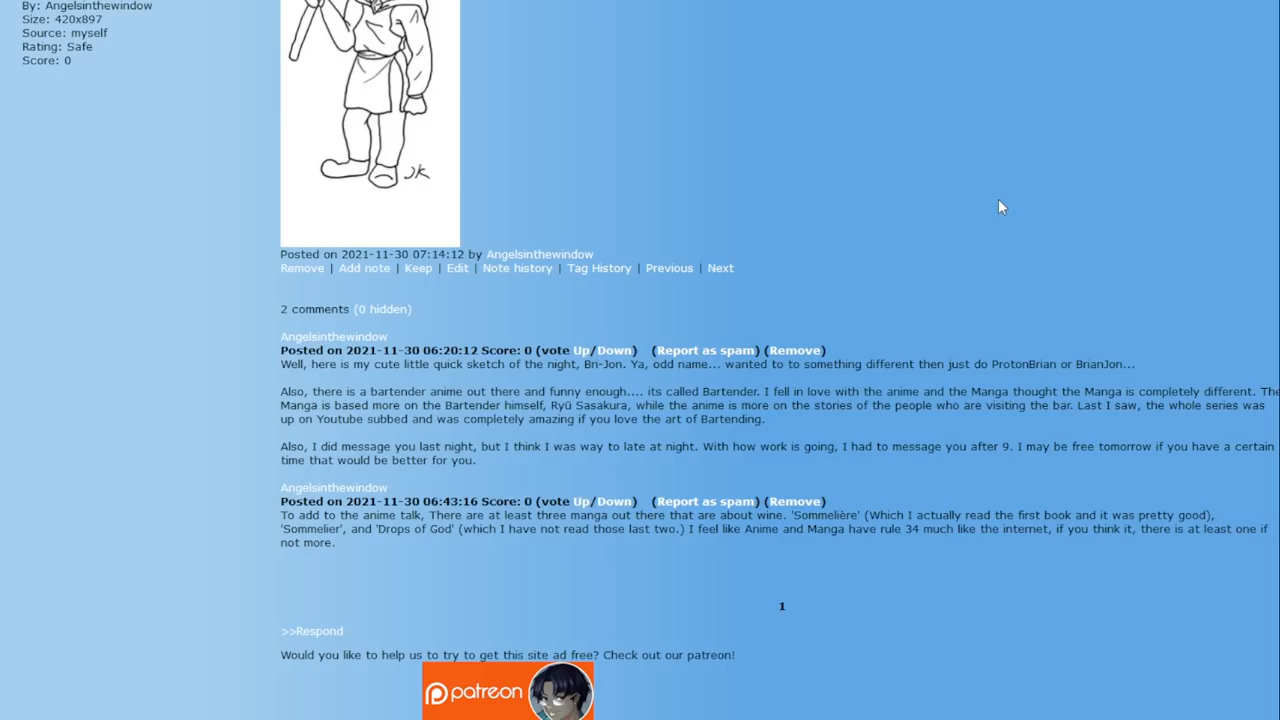 By: Angelsinthewindow
Size: 420x897
Source: myself
Rating: Safe
Score: 0
JK
Posted on 2021-11-30 07:14:12 by Angelsinthewindow
Remove | Add note | Keep | Edit | Note history | Tag History | Previous | Next
2 comments (0 hidden)
Angelsinthewindow
Posted on 2021-11-30 06:20:12 Score: 0 (vote Up/Down) (Report as spam) (Remove)
Well, here is my cute little quick sketch of the night, Bri-Jon. Ya, odd name... wanted to to something different then just do ProtonBrian or BrianJon...
Also, there is a bartender anime out there and funny enough.... its called Bartender. I fell in love with the anime and the Manga thought the Manga is completely different. The
Manga is based more on the Bartender himself, Ryū Sasakura, while the anime is more on the stories of the people who are visiting the bar. Last I saw, the whole series was
up on Youtube subbed and was completely amazing if you love the art of Bartending.
Also, I did message you last night, but I think I was way to late at night. With how work is going, I had to message you after 9. I may be free tomorrow if you have a certain
time that would be better for you.
Angelsinthewindow
Posted on 2021-11-30 06:43:16 Score: 0 (vote Up/Down) (Report as spam) (Remove)
To add to the anime talk, There are at least three manga out there that are about wine. 'Sommelière' (Which I actually read the first book and it was pretty good),
'Sommelier', and 'Drops of God' (which I have not read those last two.) I feel like Anime and Manga have rule 34 much like the internet, if you think it, there is at least one if
not more.
1
>>Respond
Would you like to help us to try to get this site ad free? Check out our patreon!
patreon